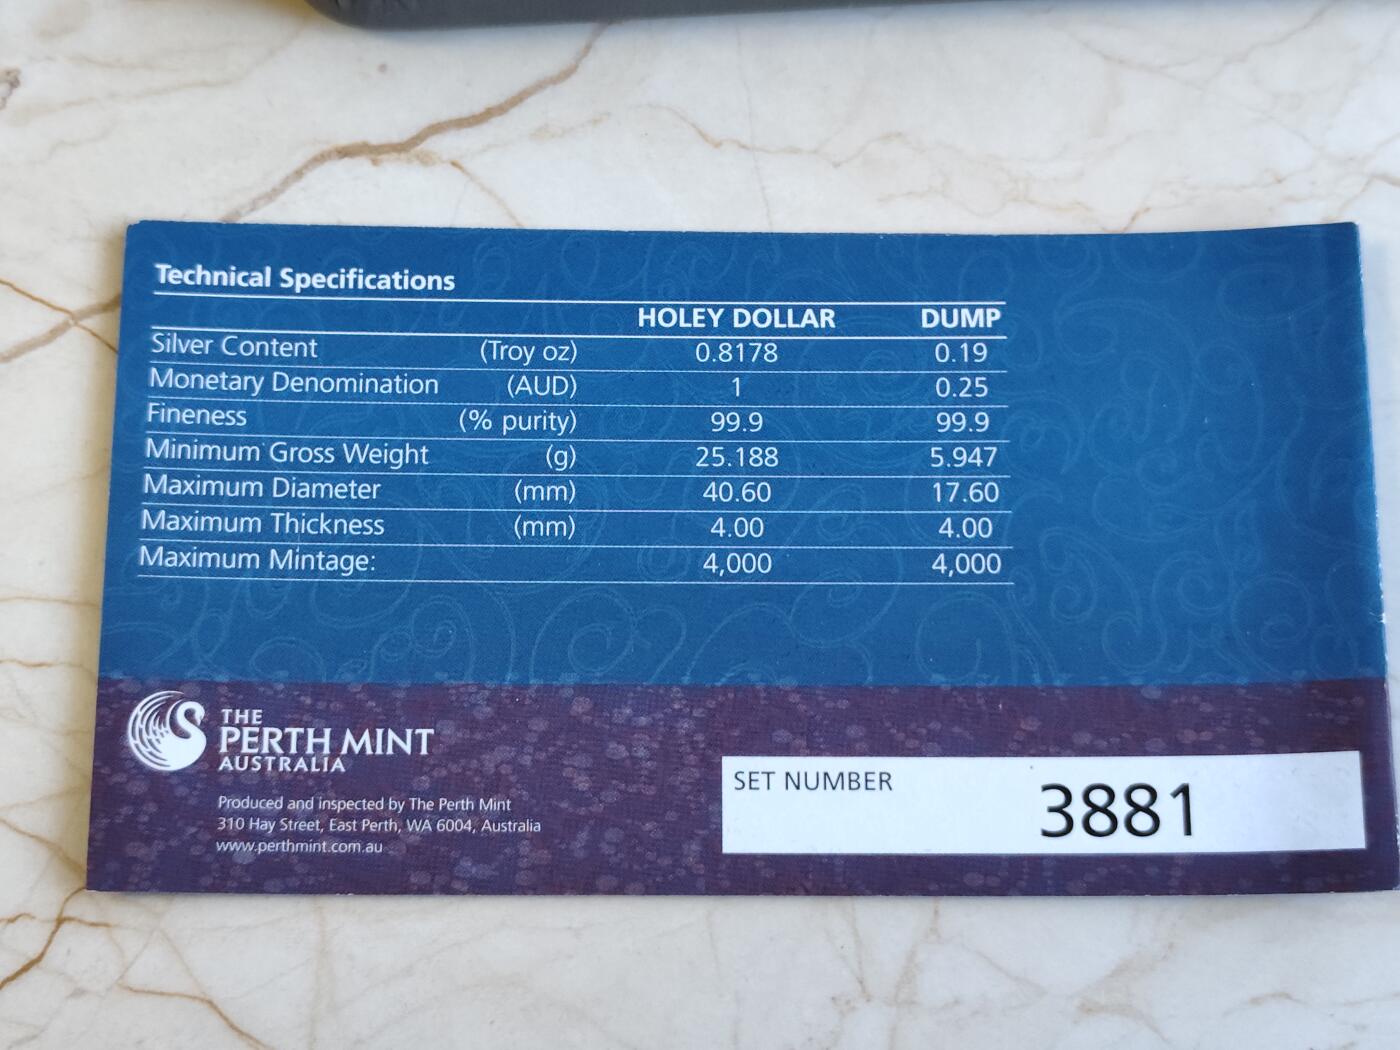 Technical Specifications
HOLEY DOLLAR DUMP
Silver Content (Troy oz) 0.8178 0.19
Monetary Denomination (AUD) 1 0.25
Fineness (% purity) 99.9 99.9
Minimum Gross Weight (g) 25.188 5.947
Maximum Diameter (mm) 40.60 17.60
Maximum Thickness (mm) 4.00 4.00
Maximum Mintage: 4,000 4,000
THE
PERTH MINT
AUSTRALIA
Produced and inspected by The Perth Mint
310 Hay Street, East Perth, WA 6004, Australia
www.perthmint.com.au
SET NUMBER 3881